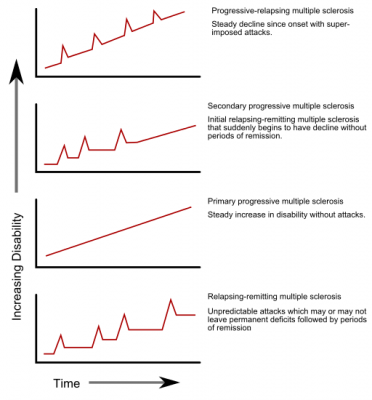 Progressive-relapsing multiple sclerosis
Steady decline since onset with super-
imposed attacks.
Secondary progressive multiple sclerosis
Initial relapsing-remitting multiple sclerosis
that suddenly begins to have decline without
periods of remission.
Primary progressive multiple sclerosis
Steady increase in disability without attacks.
Relapsing-remitting multiple sclerosis
Unpredictable attacks which may or may not
leave permanent deficits followed by periods
of remission
Increasing Disability
Time